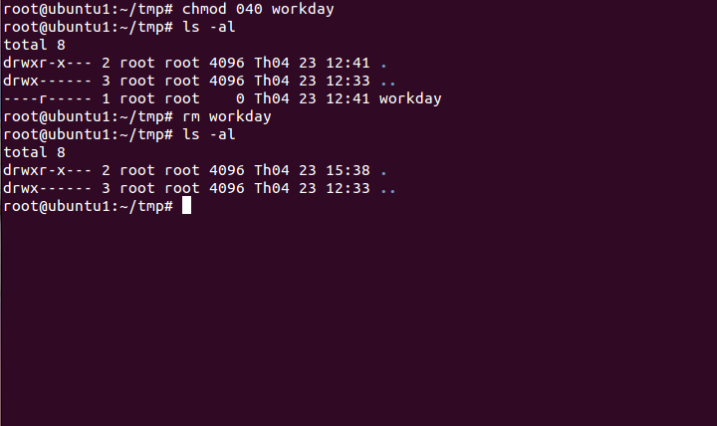 root@ubuntu1:~/tmp# chmod 040 workday
root@ubuntu1:~/tmp# ls -al
total 8
drwxr-x--- 2 root root 4096 Th04 23 12:41 .
drwx------ 3 root root 4096 Th04 23 12:33 ..
----r----- 1 root root    0 Th04 23 12:41 workday
root@ubuntu1:~/tmp# rm workday
root@ubuntu1:~/tmp# ls -al
total 8
drwxr-x--- 2 root root 4096 Th04 23 15:38 .
drwx------ 3 root root 4096 Th04 23 12:33 ..
root@ubuntu1:~/tmp#